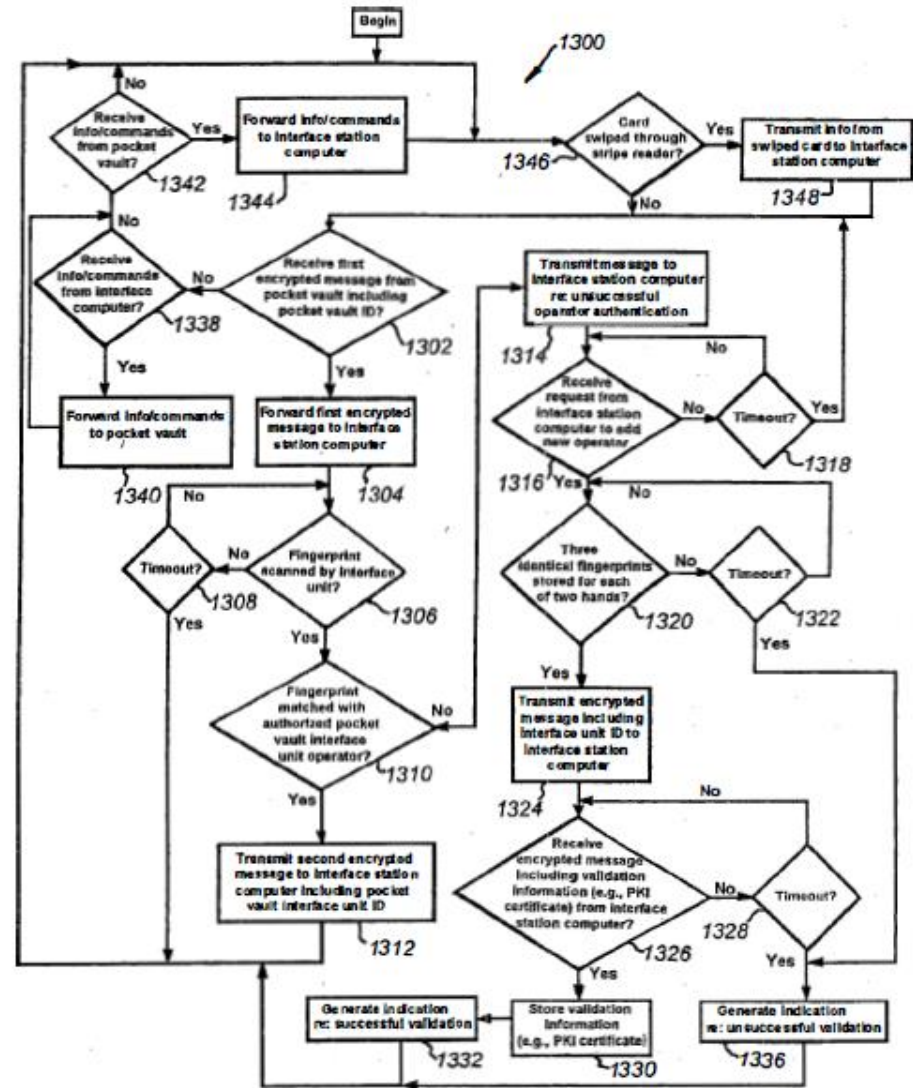 Begin
1300
No
Receive
info/commands
from pocket
vault?
1342
Yes
Forward info/commands
to interface station
computer
1344
Card
swiped through
stripe reader?
1346
Yes
Transmit info from
swiped card to interface
station computer
1348
No
No
Receive
info/commands
from interface
computer?
1338
No
Receive first
encrypted message from
pocket vault including
pocket vault ID?
1302
Yes
Forward info/commands
to pocket vault
1340
Yes
Forward first encrypted
message to interface
station computer
1304
Transmit message to
interface station computer
re: unsuccessful
operator authentication
1314
No
Receive
request from
interface station
computer to add
new operator
1316
No
Timeout?
1318
Yes
Yes
No
No
Timeout?
1308
No
Fingerprint
scanned by interface
unit?
1306
Yes
Yes
Three
identical fingerprints
stored for each
of two hands?
1320
No
Timeout?
1322
Yes
Yes
Fingerprint
matched with
authorized pocket
vault interface
unit operator?
1310
No
Yes
Transmit encrypted
message including
interface unit ID to
interface station
computer
1324
No
Transmit second encrypted
message to interface station
computer including pocket
vault interface unit ID
1312
Receive
encrypted message
including validation
information (e.g., PKI
certificate) from interface
station computer?
1326
No
Timeout?
1328
Yes
Yes
Generate indication
re: successful validation
1332
Store validation
information
(e.g., PKI certificate)
1330
Generate indication
re: unsuccessful validation
1336